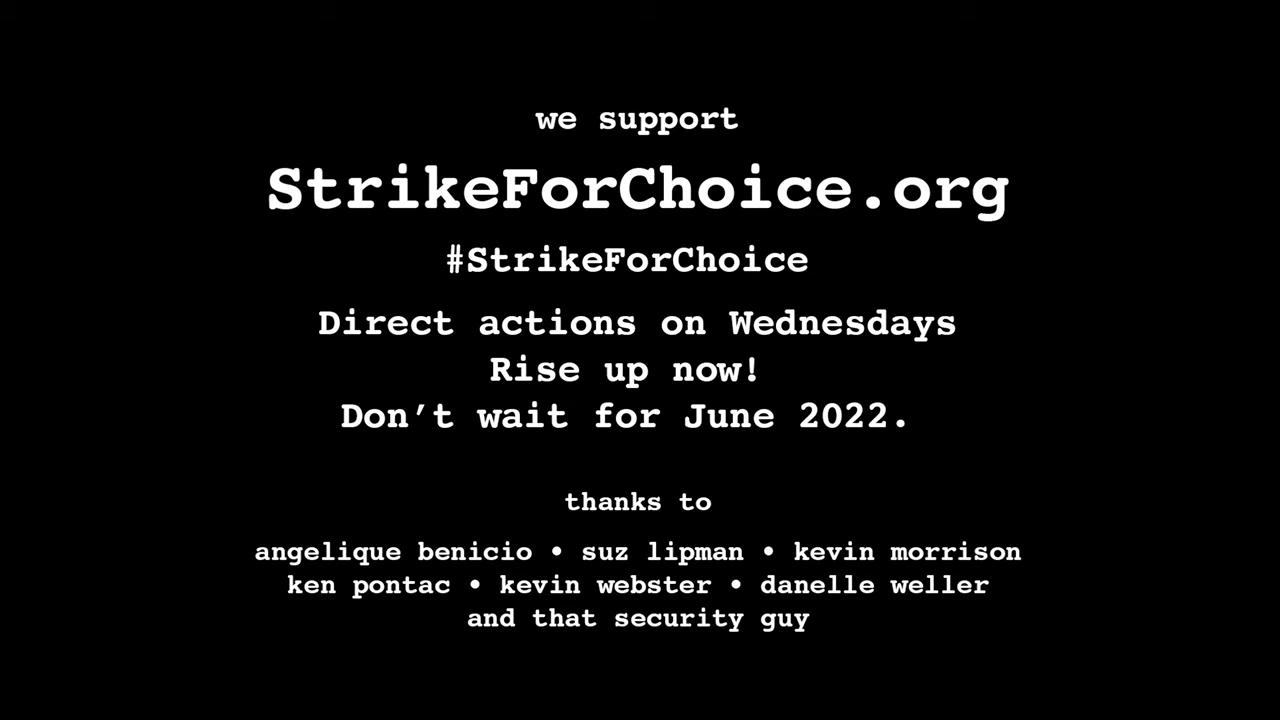 we support
StrikeForChoice.org
#StrikeForChoice
Direct actions on Wednesdays
Rise up now!
Don’t wait for June 2022.
thanks to
angelique benicio • suz lipman • kevin morrison
ken pontac • kevin webster • danelle weller
and that security guy